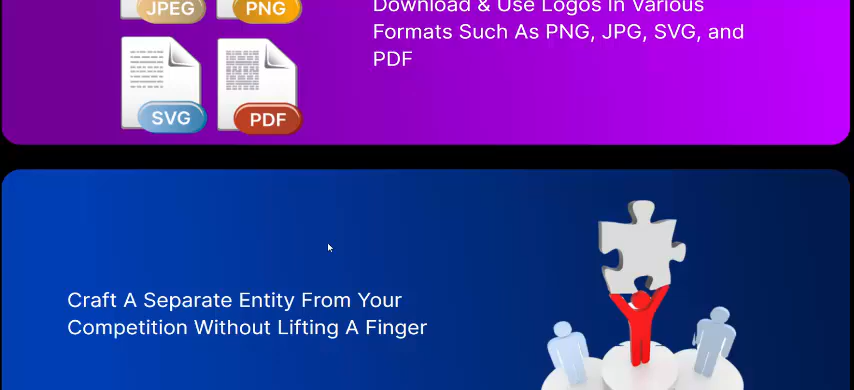 JPEG PNG
Download & Use Logos In Various
Formats Such As PNG, JPG, SVG, and
PDF
SVG PDF
Craft A Separate Entity From Your
Competition Without Lifting A Finger